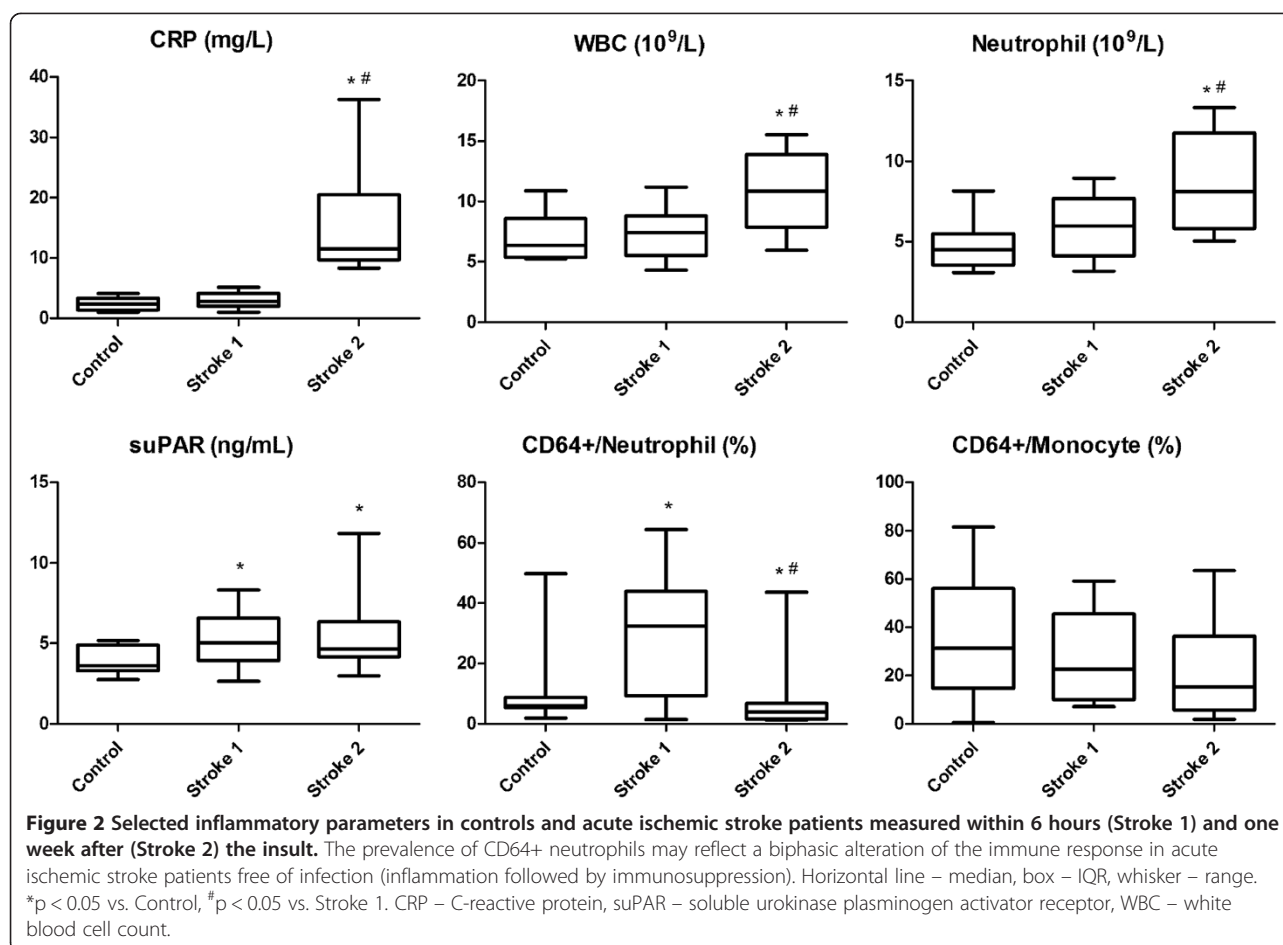 CRP (mg/L)
40
30
20
10
0
* #
Control
Stroke 1
Stroke 2
WBC (10⁹/L)
20
15
10
5
0
* #
Control
Stroke 1
Stroke 2
Neutrophil (10⁹/L)
15
10
5
0
* #
Control
Stroke 1
Stroke 2
suPAR (ng/mL)
15
10
5
0
*
*
Control
Stroke 1
Stroke 2
CD64+/Neutrophil (%)
80
60
40
20
0
*
* #
Control
Stroke 1
Stroke 2
CD64+/Monocyte (%)
100
80
60
40
20
0
Control
Stroke 1
Stroke 2
Figure 2 Selected inflammatory parameters in controls and acute ischemic stroke patients measured within 6 hours (Stroke 1) and one
week after (Stroke 2) the insult. The prevalence of CD64+ neutrophils may reflect a biphasic alteration of the immune response in acute
ischemic stroke patients free of infection (inflammation followed by immunosuppression). Horizontal line – median, box – IQR, whisker – range.
*p < 0.05 vs. Control, #p < 0.05 vs. Stroke 1. CRP – C-reactive protein, suPAR – soluble urokinase plasminogen activator receptor, WBC – white
blood cell count.